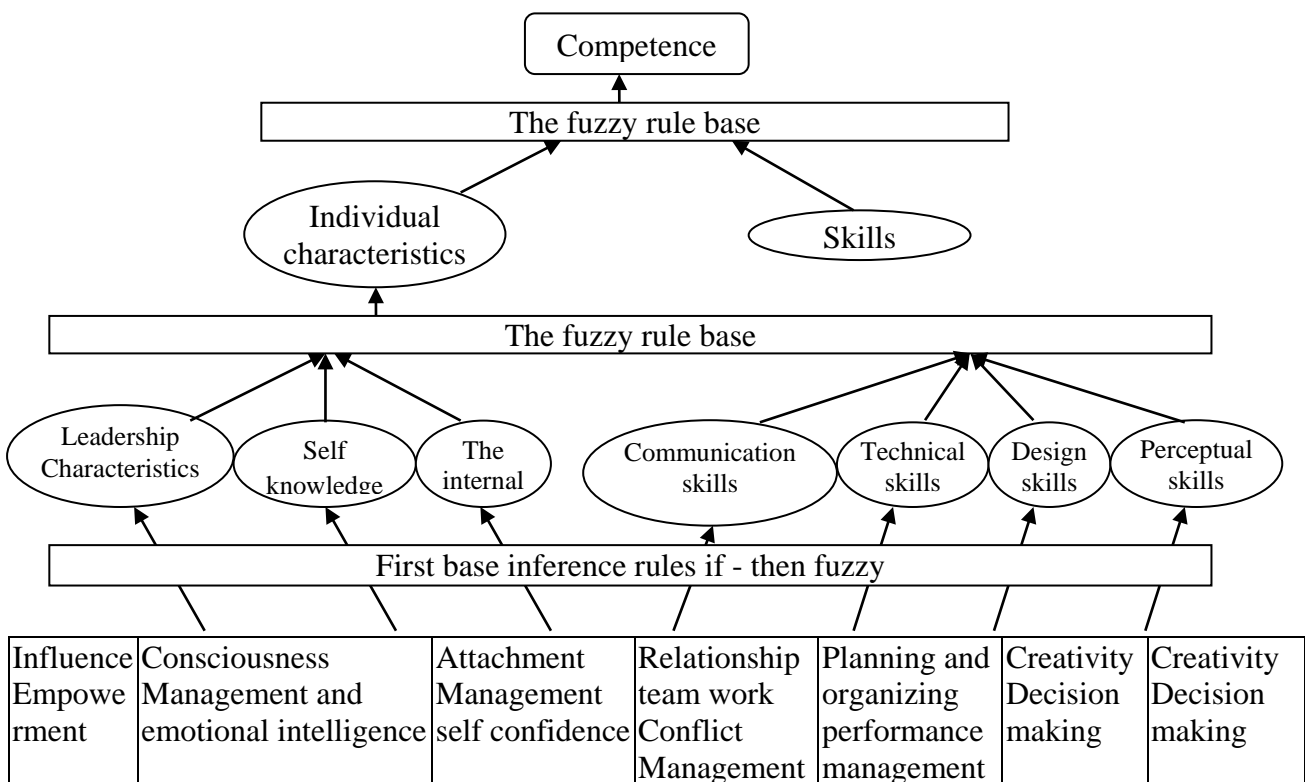 Competence
The fuzzy rule base
Individual
characteristics
Skills
The fuzzy rule base
Leadership
Characteristics
Self
knowledge
The
internal
Communication
skills
Technical
skills
Design
skills
Perceptual
skills
First base inference rules if - then fuzzy
Influence
Empowe
rment
Consciousness
Management and
emotional intelligence
Attachment
Management
self confidence
Relationship
team work
Conflict
Management
Planning and
organizing
performance
management
Creativity
Decision
making
Creativity
Decision
making